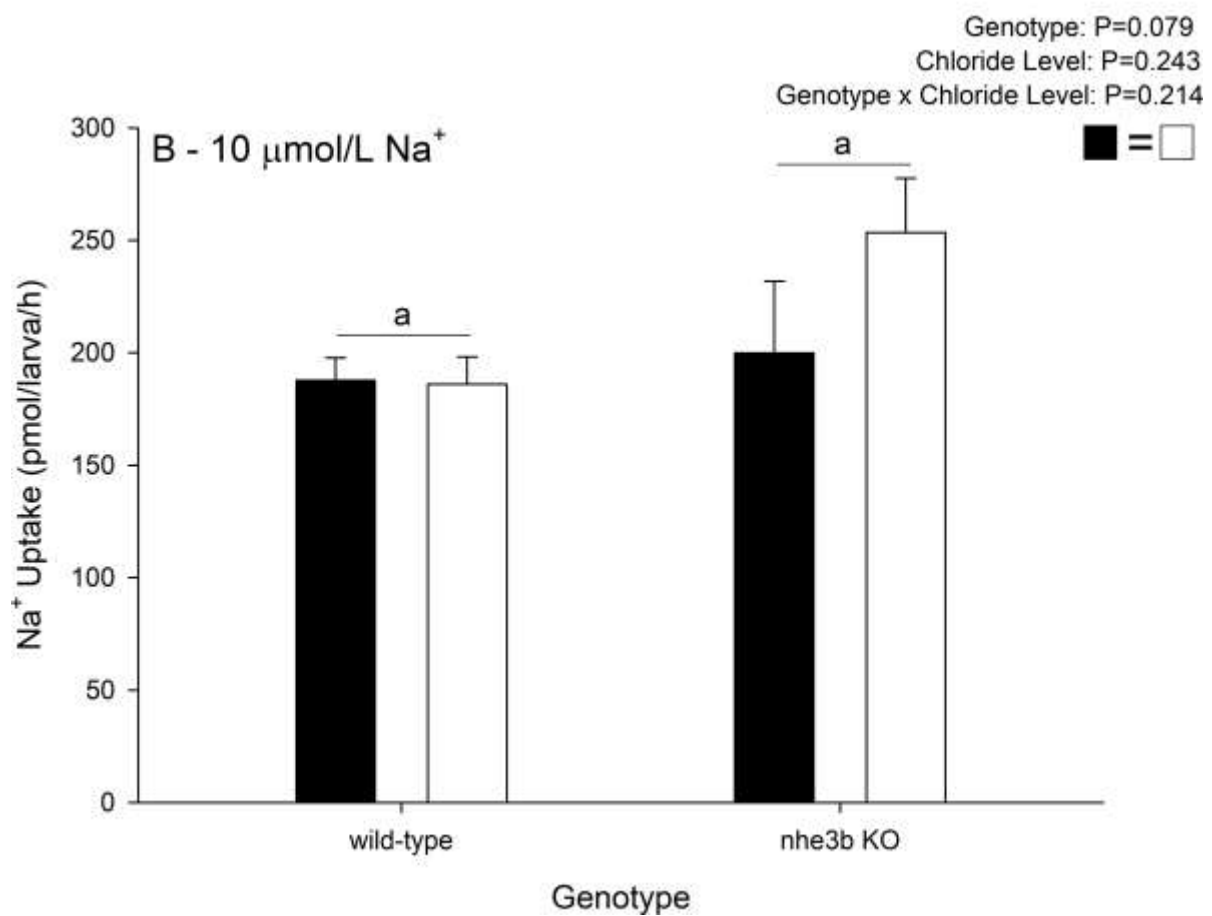 Genotype: P=0.079
Chloride Level: P=0.243
Genotype x Chloride Level: P=0.214
=
B - 10 μmol/L Na⁺
a
a
300
250
200
150
100
50
0
Na⁺ Uptake (pmol/larva/h)
wild-type nhe3b KO
Genotype